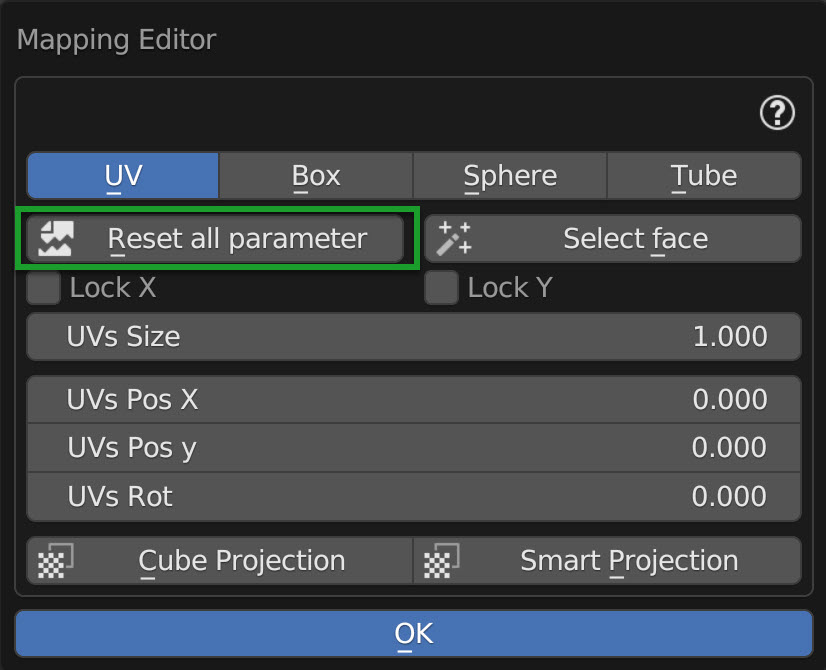 Mapping Editor
?
UV Box Sphere Tube
Reset all parameter Select face
Lock X Lock Y
UVs Size 1.000
UVs Pos X 0.000
UVs Pos y 0.000
UVs Rot 0.000
Cube Projection Smart Projection
OK